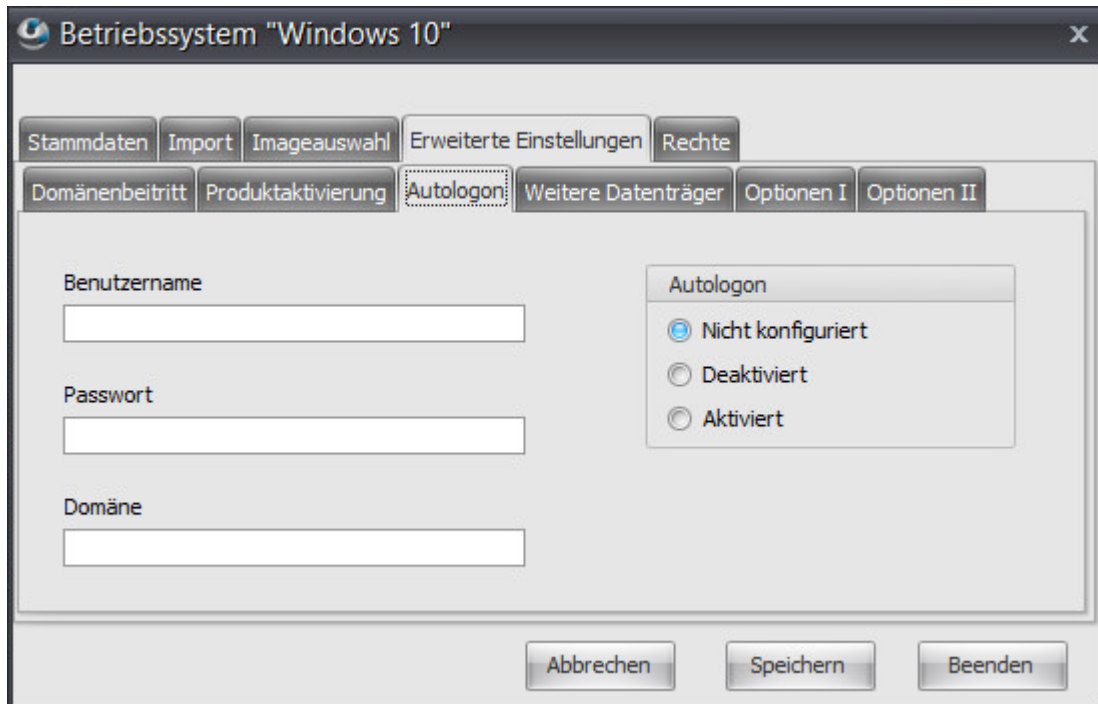 Betriebssystem "Windows 10"
x
Stammdaten Import Imageauswahl Erweiterte Einstellungen Rechte
Domänenbeitritt Produktaktivierung Autologon Weitere Datenträger Optionen I Optionen II
Benutzername
Autologon
Nicht konfiguriert
Deaktiviert
Aktiviert
Passwort
Domäne
Abbrechen Speichern Beenden